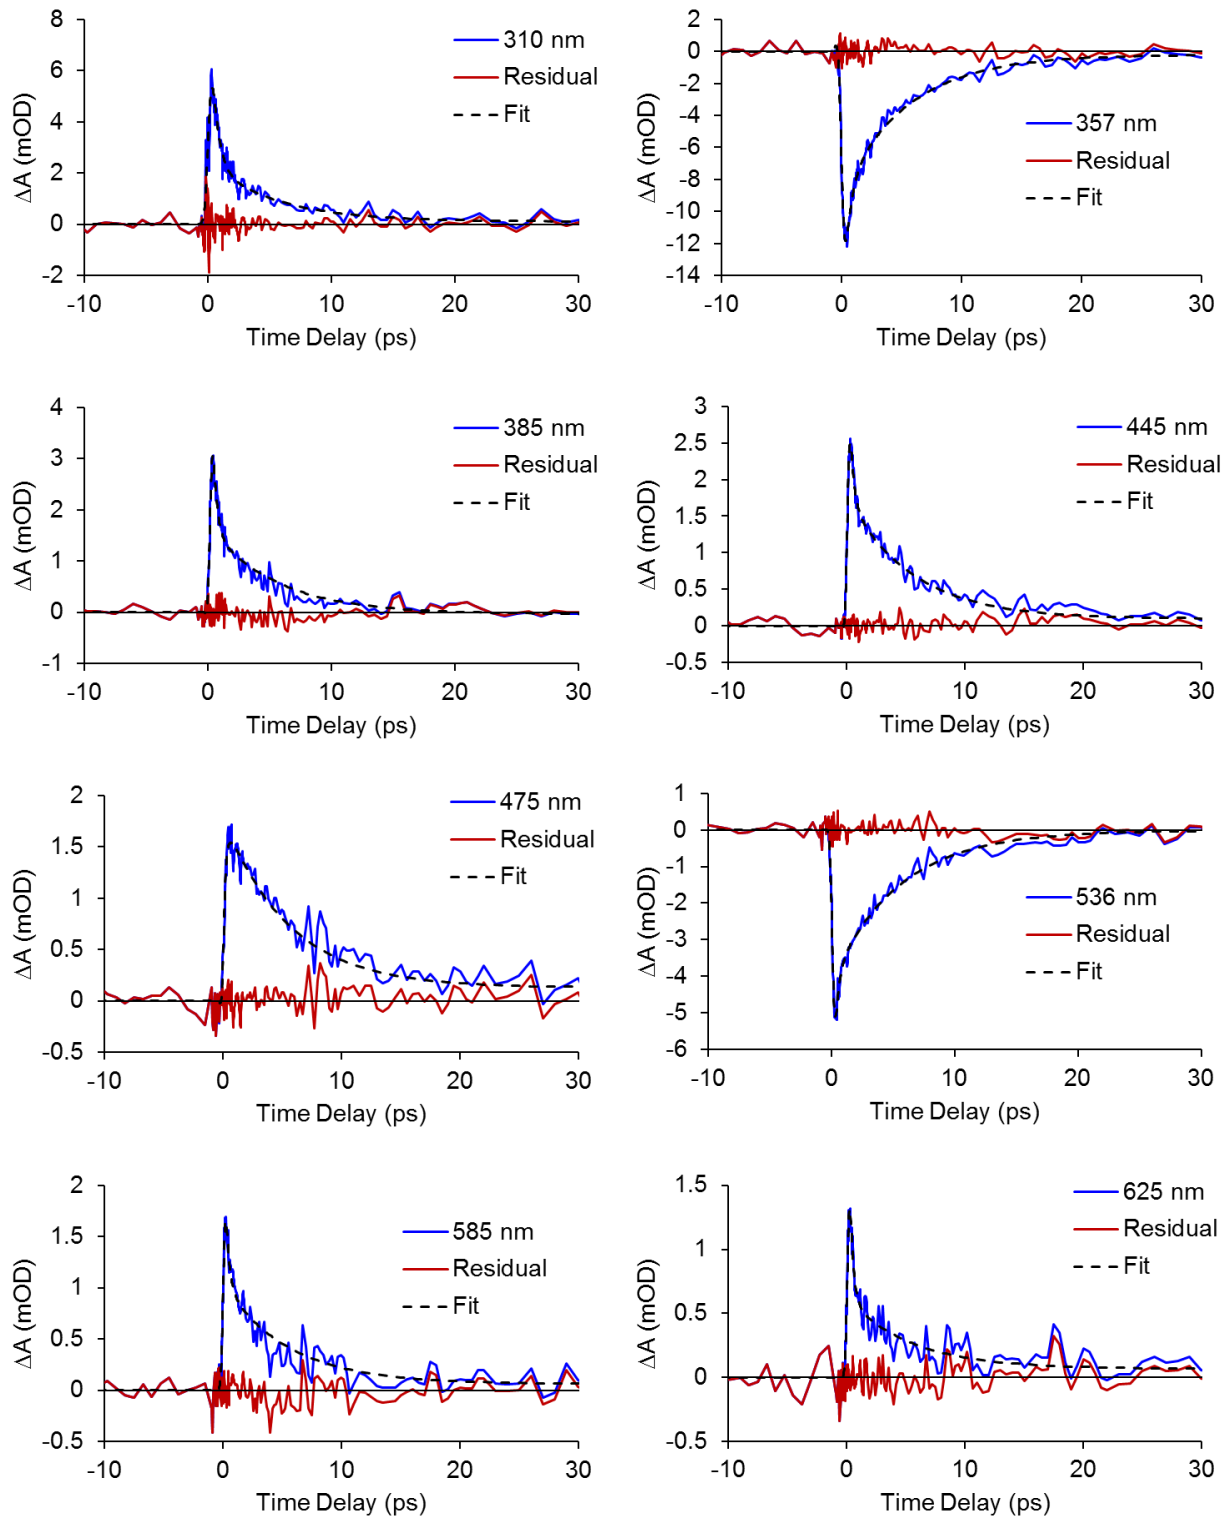 8
6
4
2
0
-2
ΔA (mOD)
310 nm
Residual
Fit
-10 0 10 20 30
Time Delay (ps)
2
0
-2
-4
-6
-8
-10
-12
-14
ΔA (mOD)
357 nm
Residual
Fit
-10 0 10 20 30
Time Delay (ps)
4
3
2
1
0
-1
ΔA (mOD)
385 nm
Residual
Fit
-10 0 10 20 30
Time Delay (ps)
3
2.5
2
1.5
1
0.5
0
-0.5
ΔA (mOD)
445 nm
Residual
Fit
-10 0 10 20 30
Time Delay (ps)
2
1.5
1
0.5
0
-0.5
ΔA (mOD)
475 nm
Residual
Fit
-10 0 10 20 30
Time Delay (ps)
1
0
-1
-2
-3
-4
-5
-6
ΔA (mOD)
536 nm
Residual
Fit
-10 0 10 20 30
Time Delay (ps)
2
1.5
1
0.5
0
-0.5
ΔA (mOD)
585 nm
Residual
Fit
-10 0 10 20 30
Time Delay (ps)
1.5
1
0.5
0
-0.5
ΔA (mOD)
625 nm
Residual
Fit
-10 0 10 20 30
Time Delay (ps)